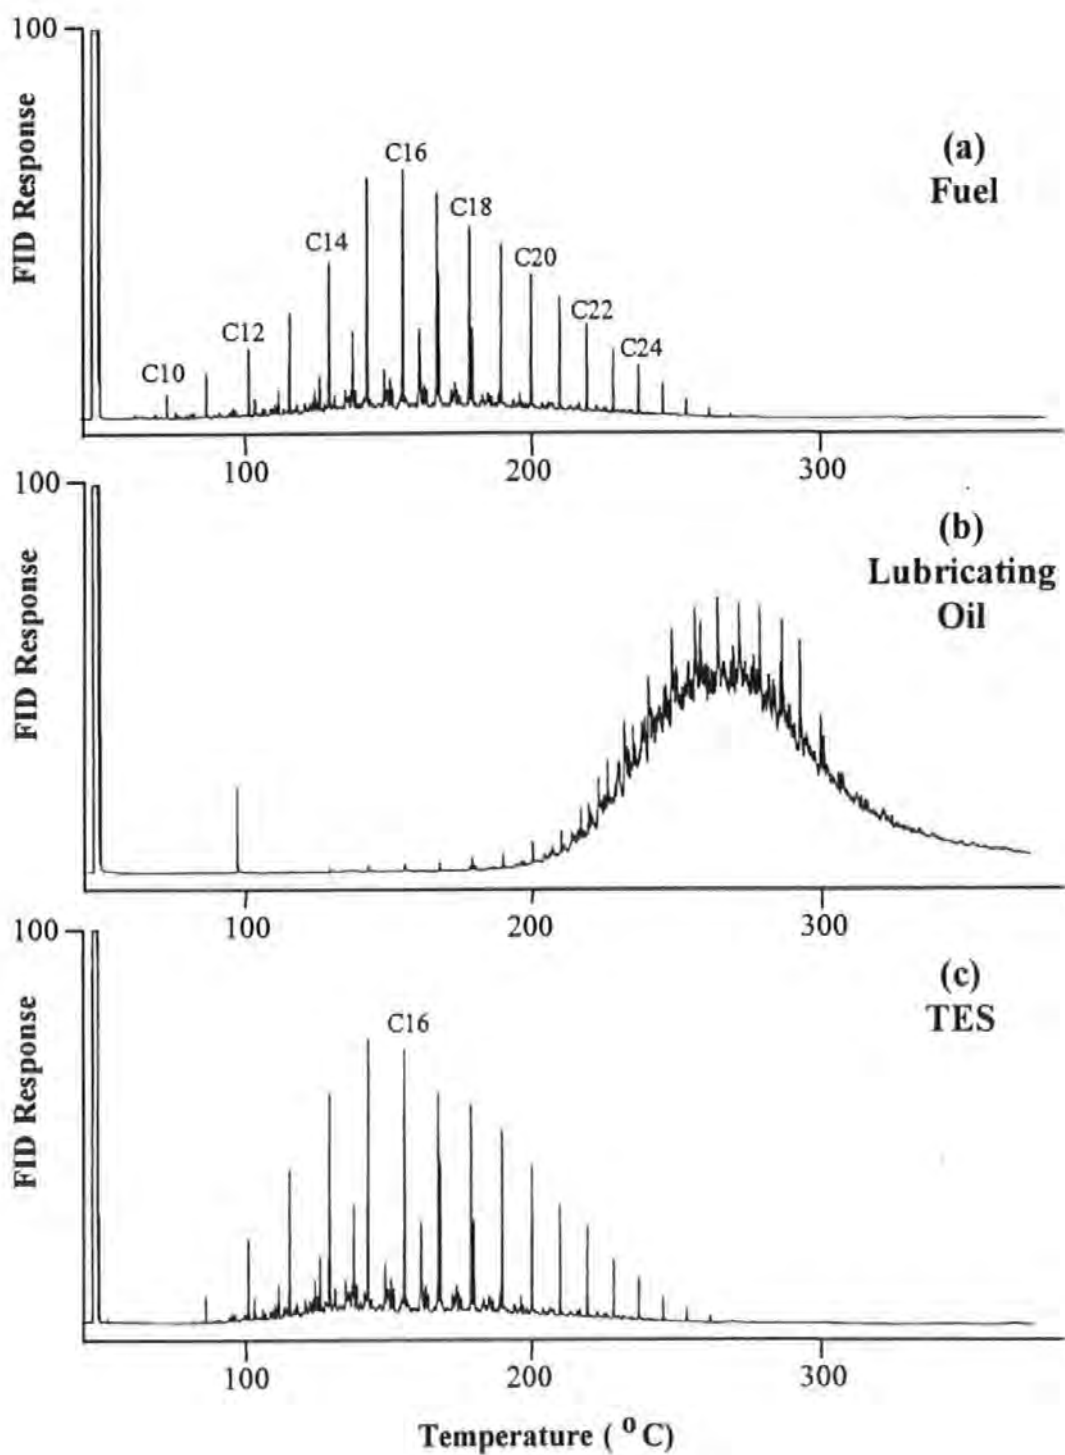 100
FID Response
C10
C12
C14
C16
C18
C20
C22
C24
(a)
Fuel
100
200
300
100
FID Response
(b)
Lubricating
Oil
100
200
300
100
FID Response
C16
(c)
TES
100
200
300
Temperature ( °C)